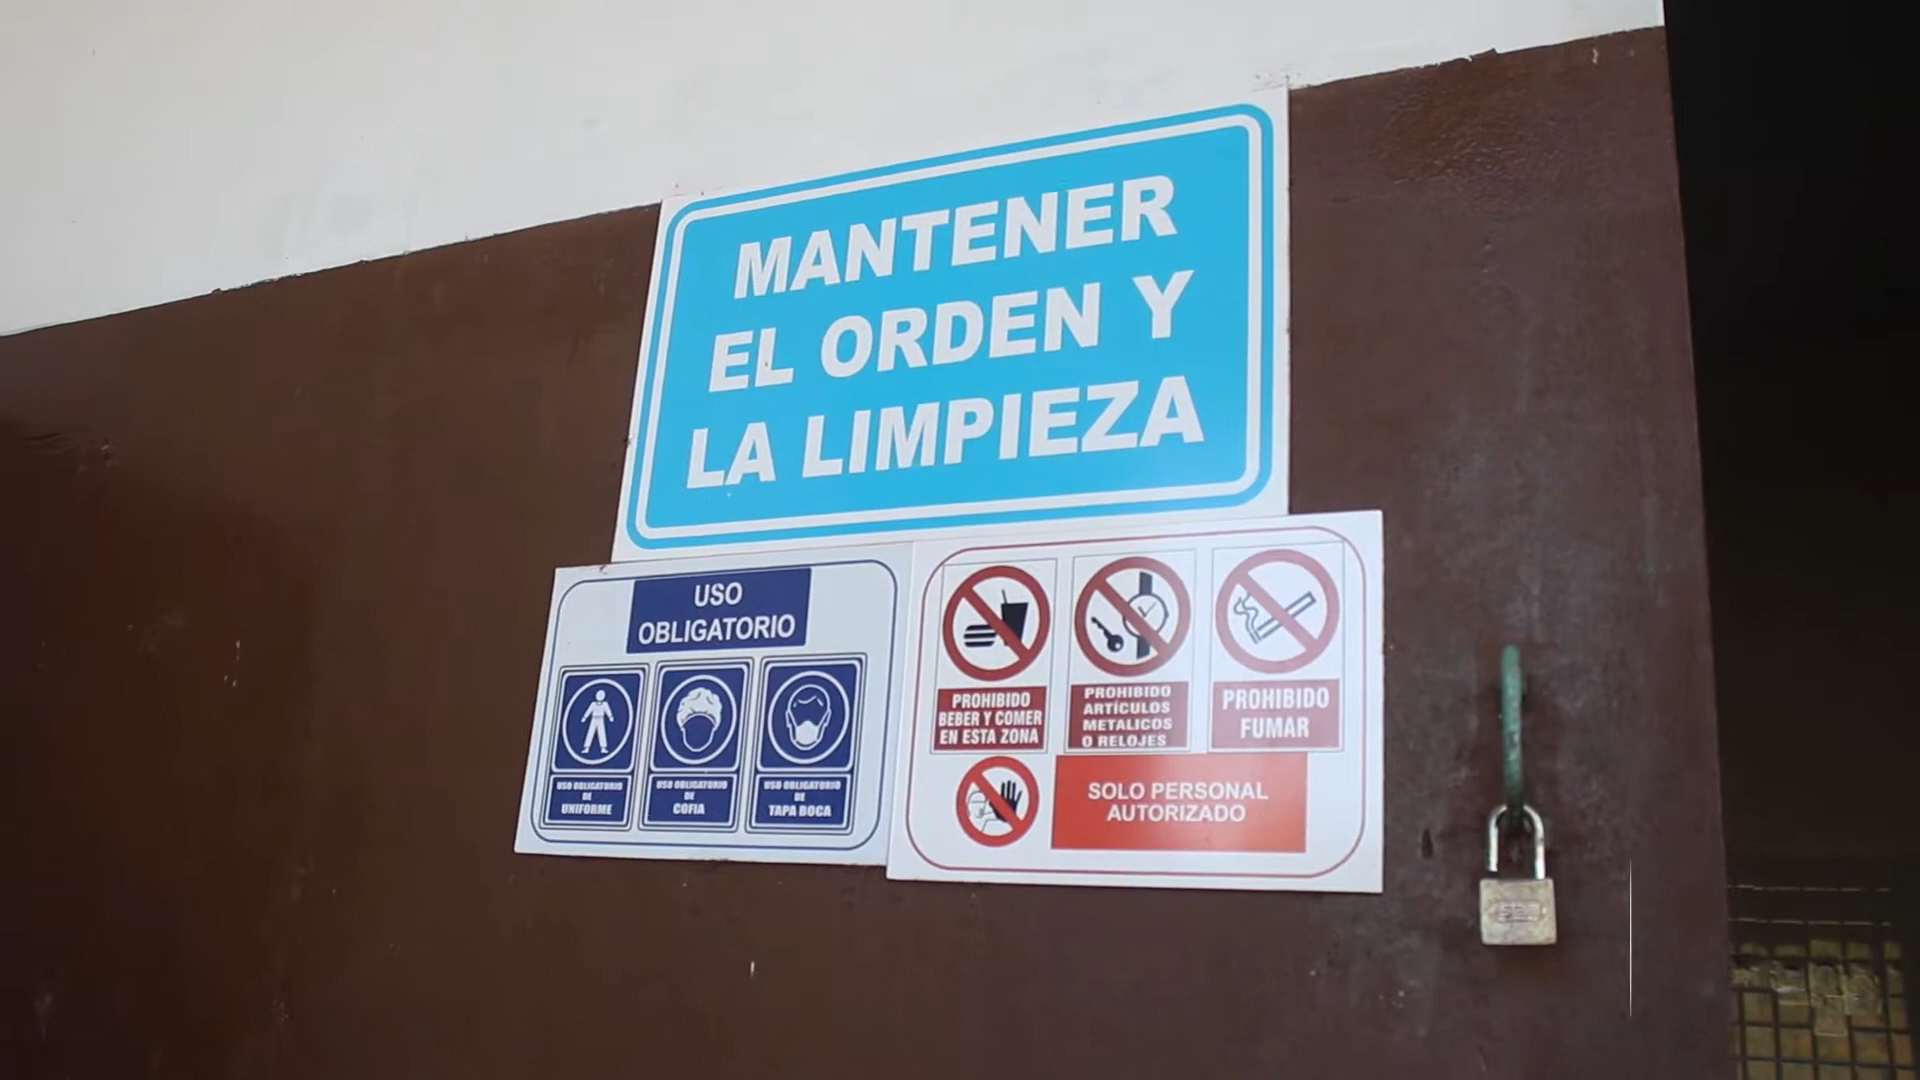 MANTENER
EL ORDEN Y
LA LIMPIEZA
USO
OBLIGATORIO
USO OBLIGATORIO
DE
UNIFORME
USO OBLIGATORIO
DE
COFIA
USO OBLIGATORIO
DE
TAPA BOCA
PROHIBIDO
BEBER Y COMER
EN ESTA ZONA
PROHIBIDO
ARTÍCULOS
METALICOS
O RELOJES
PROHIBIDO
FUMAR
SOLO PERSONAL
AUTORIZADO